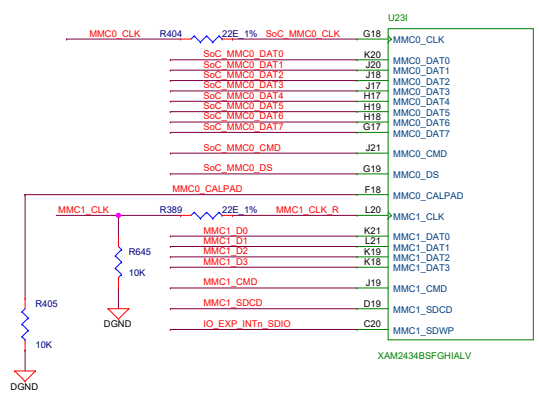 U23I
MMC0_CLK R404 22E_1% SoC_MMC0_CLK G18 MMC0_CLK
SoC_MMC0_DAT0 K20 MMC0_DAT0
SoC_MMC0_DAT1 J20 MMC0_DAT1
SoC_MMC0_DAT2 J18 MMC0_DAT2
SoC_MMC0_DAT3 J17 MMC0_DAT3
SoC_MMC0_DAT4 H17 MMC0_DAT4
SoC_MMC0_DAT5 H19 MMC0_DAT5
SoC_MMC0_DAT6 H18 MMC0_DAT6
SoC_MMC0_DAT7 G17 MMC0_DAT7
SoC_MMC0_CMD J21 MMC0_CMD
SoC_MMC0_DS G19 MMC0_DS
MMC0_CALPAD F18 MMC0_CALPAD
MMC1_CLK R389 22E_1% MMC1_CLK_R L20 MMC1_CLK
MMC1_D0 K21 MMC1_DAT0
MMC1_D1 L21 MMC1_DAT1
MMC1_D2 K19 MMC1_DAT2
MMC1_D3 K18 MMC1_DAT3
R645
10K
MMC1_CMD J19 MMC1_CMD
MMC1_SDCD D19 MMC1_SDCD
R405
DGND
IO_EXP_INTn_SDIO C20 MMC1_SDWP
10K
XAM2434BSFGHIALV
DGND